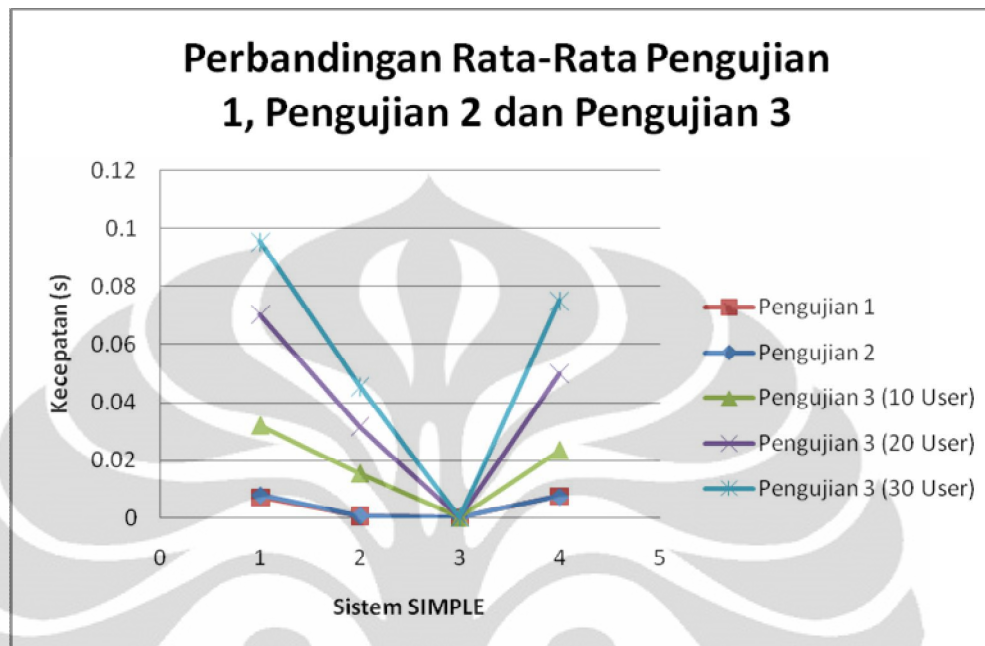 Perbandingan Rata-Rata Pengujian
1, Pengujian 2 dan Pengujian 3
0.12
0.1
0.08
0.06
0.04
0.02
0
Kecepatan (s)
0 1 2 3 4 5
Sistem SIMPLE
Pengujian 1
Pengujian 2
Pengujian 3 (10 User)
Pengujian 3 (20 User)
Pengujian 3 (30 User)